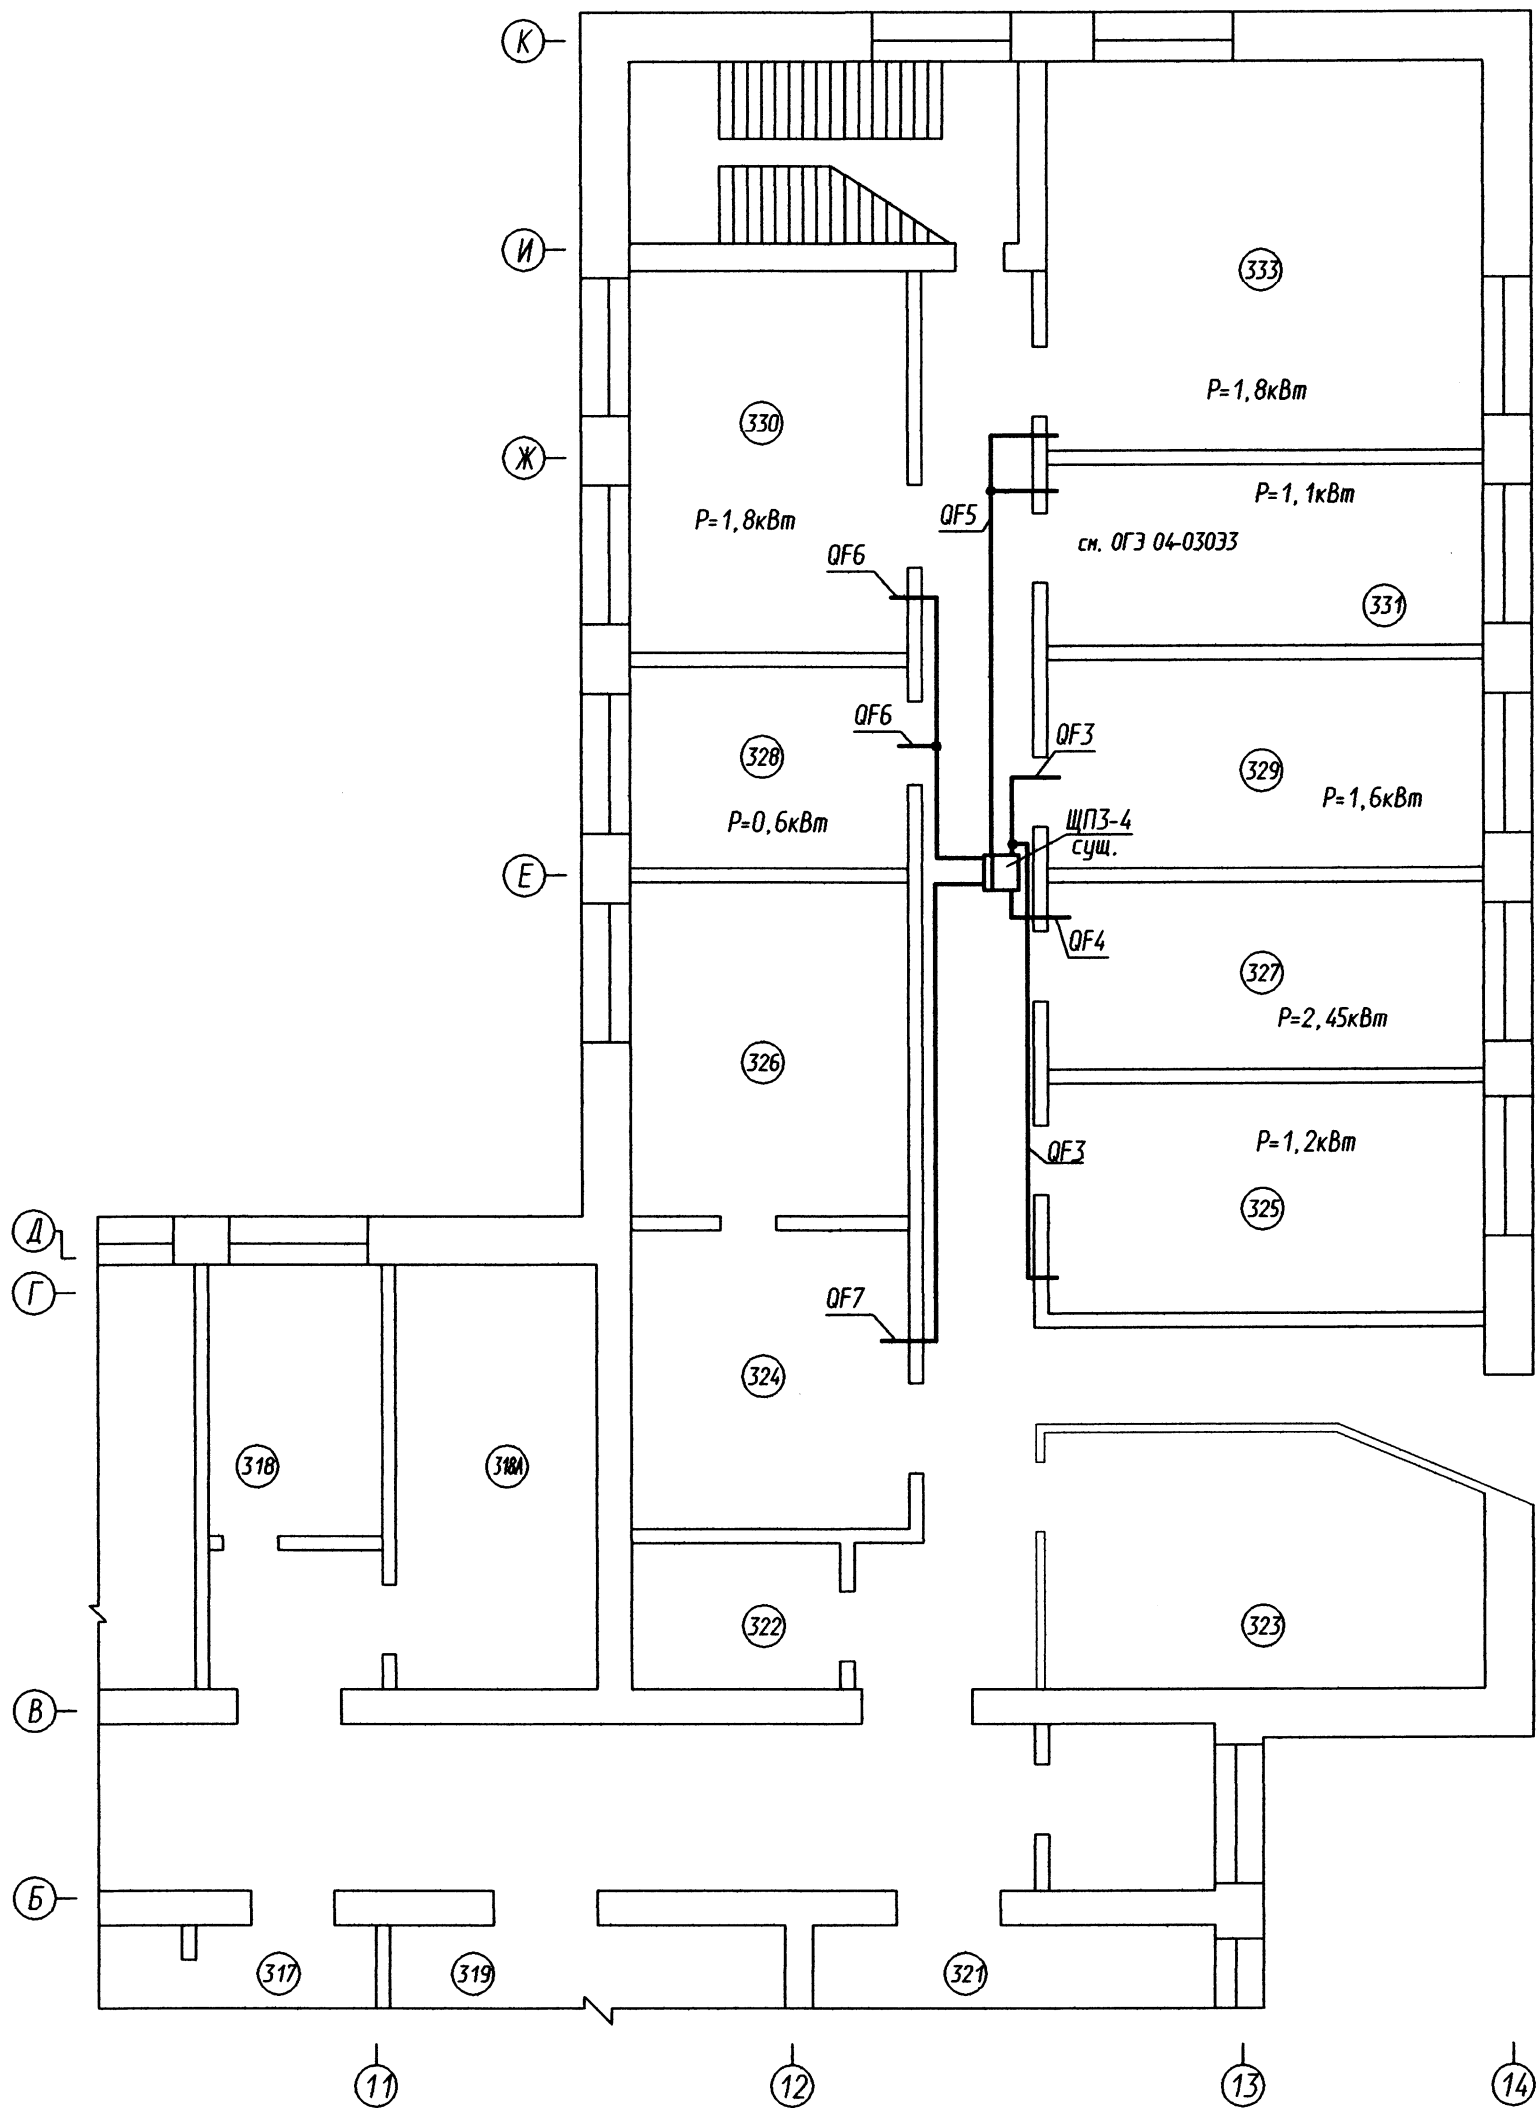 К
И
333
P=1,8кВт
330
Ж
P=1,1кВт
P=1,8кВт
QF5
см. ОГЭ 04-03ОЭЗ
QF6
331
QF6
328
QF3
329
P=1,6кВт
P=0,6кВт
ЩП3-4
сущ.
Е
QF4
327
P=2,45кВт
326
P=1,2кВт
QF3
325
Д
Г
QF7
324
318
318А
322
323
В
Б
317
319
321
11
12
13
14